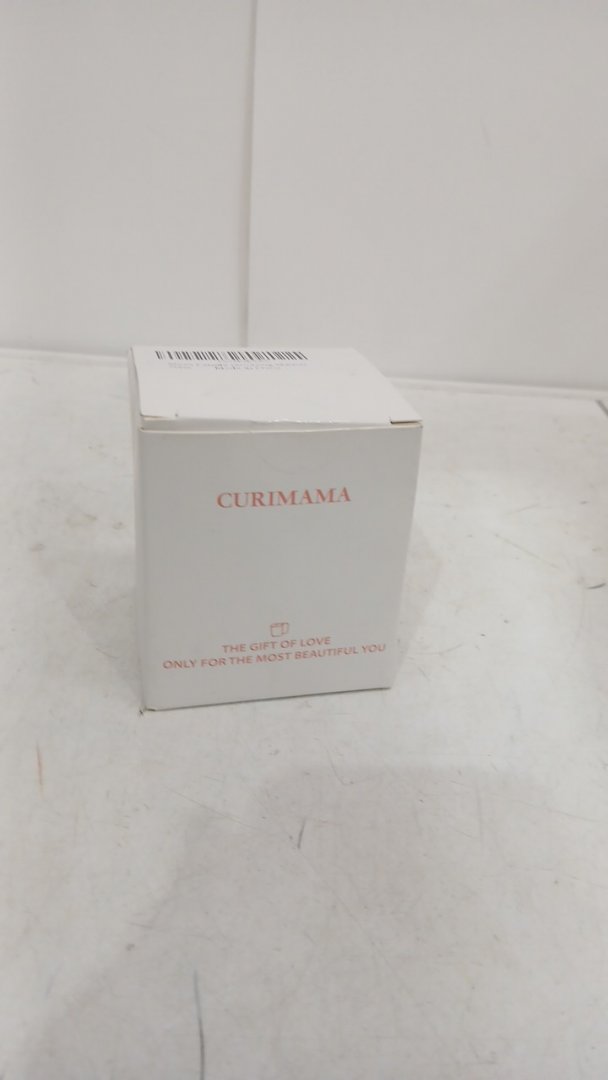 CURIMAMA
THE GIFT OF LOVE
ONLY FOR THE MOST BEAUTIFUL YOU